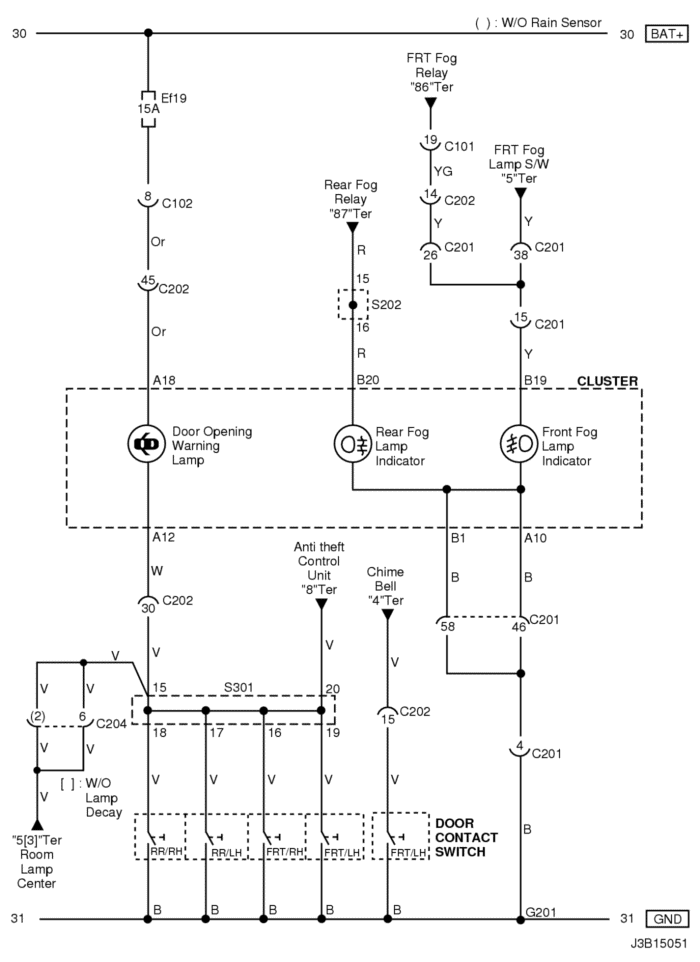 ( ) : W/O Rain Sensor
30
30
BAT+
FRT Fog
Relay
"86"Ter
Ef19
15A
19
C101
FRT Fog
Lamp S/W
"5"Ter
YG
Rear Fog
Relay
"87"Ter
8
C102
14
C202
Y
Y
Or
R
26
C201
38
C201
45
C202
15
S202
16
15
C201
Or
R
Y
A18
B20
B19
CLUSTER
Door Opening
Warning
Lamp
Rear Fog
Lamp
Indicator
Front Fog
Lamp
Indicator
A12
B1
A10
Anti theft
Control
Unit
"8"Ter
Chime
Bell
"4"Ter
W
B
B
30
C202
58
46
C201
V
V
V
V
V
V
15
S301
20
(2)
6
C204
15
C202
18
17
16
19
V
V
4
C201
[ ] : W/O
Lamp
Decay
V
V
V
V
V
V
"5[3]"Ter
Room
Lamp
Center
RR/RH
RR/LH
FRT/RH
FRT/LH
FRT/LH
DOOR
CONTACT
SWITCH
B
B
B
B
B
B
G201
31
31
GND
J3B15051